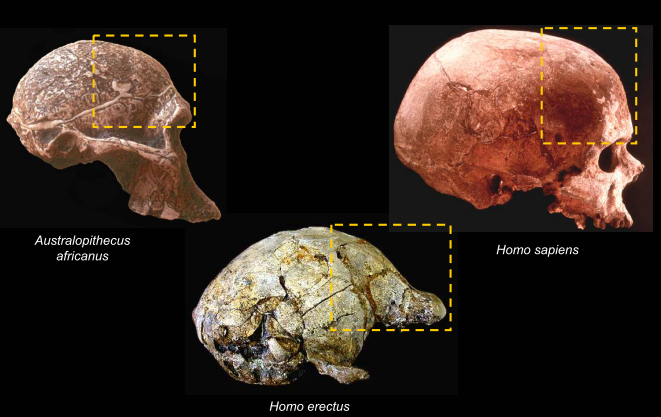 Australopithecus
africanus
Homo sapiens
Homo erectus